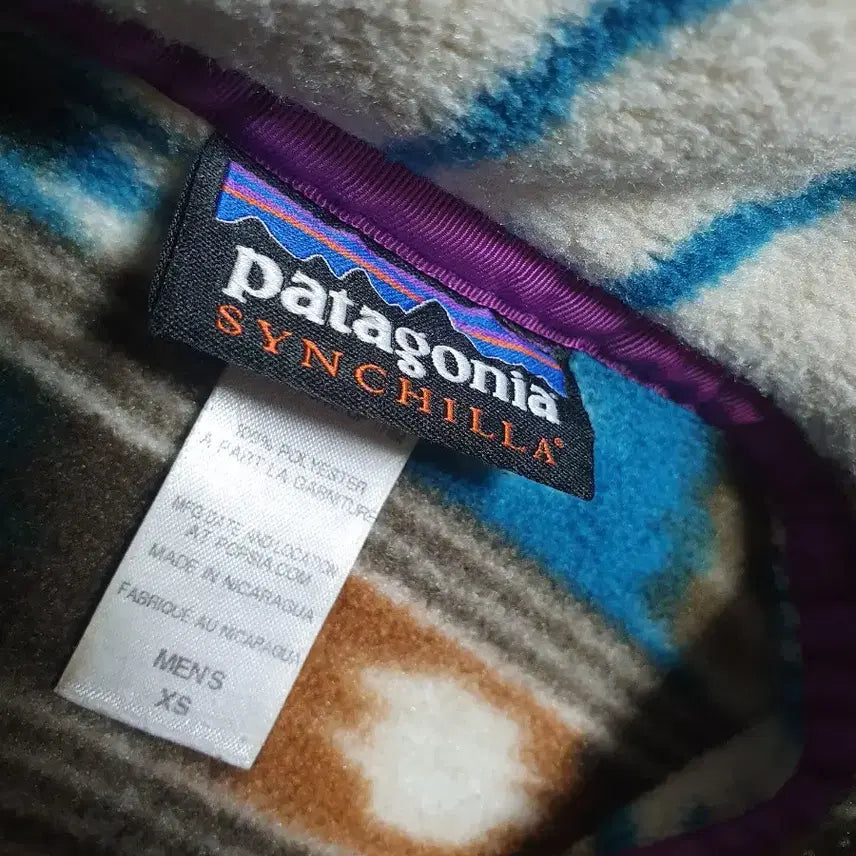 patagonia
SYNCHILLA®
100% POLYESTER
A PART LA GARNITURE
MFG DATE AND LOCATION
AT POPSIA.COM
MADE IN NICARAGUA
FABRIQUÉ AU NICARAGUA
MEN'S
XS